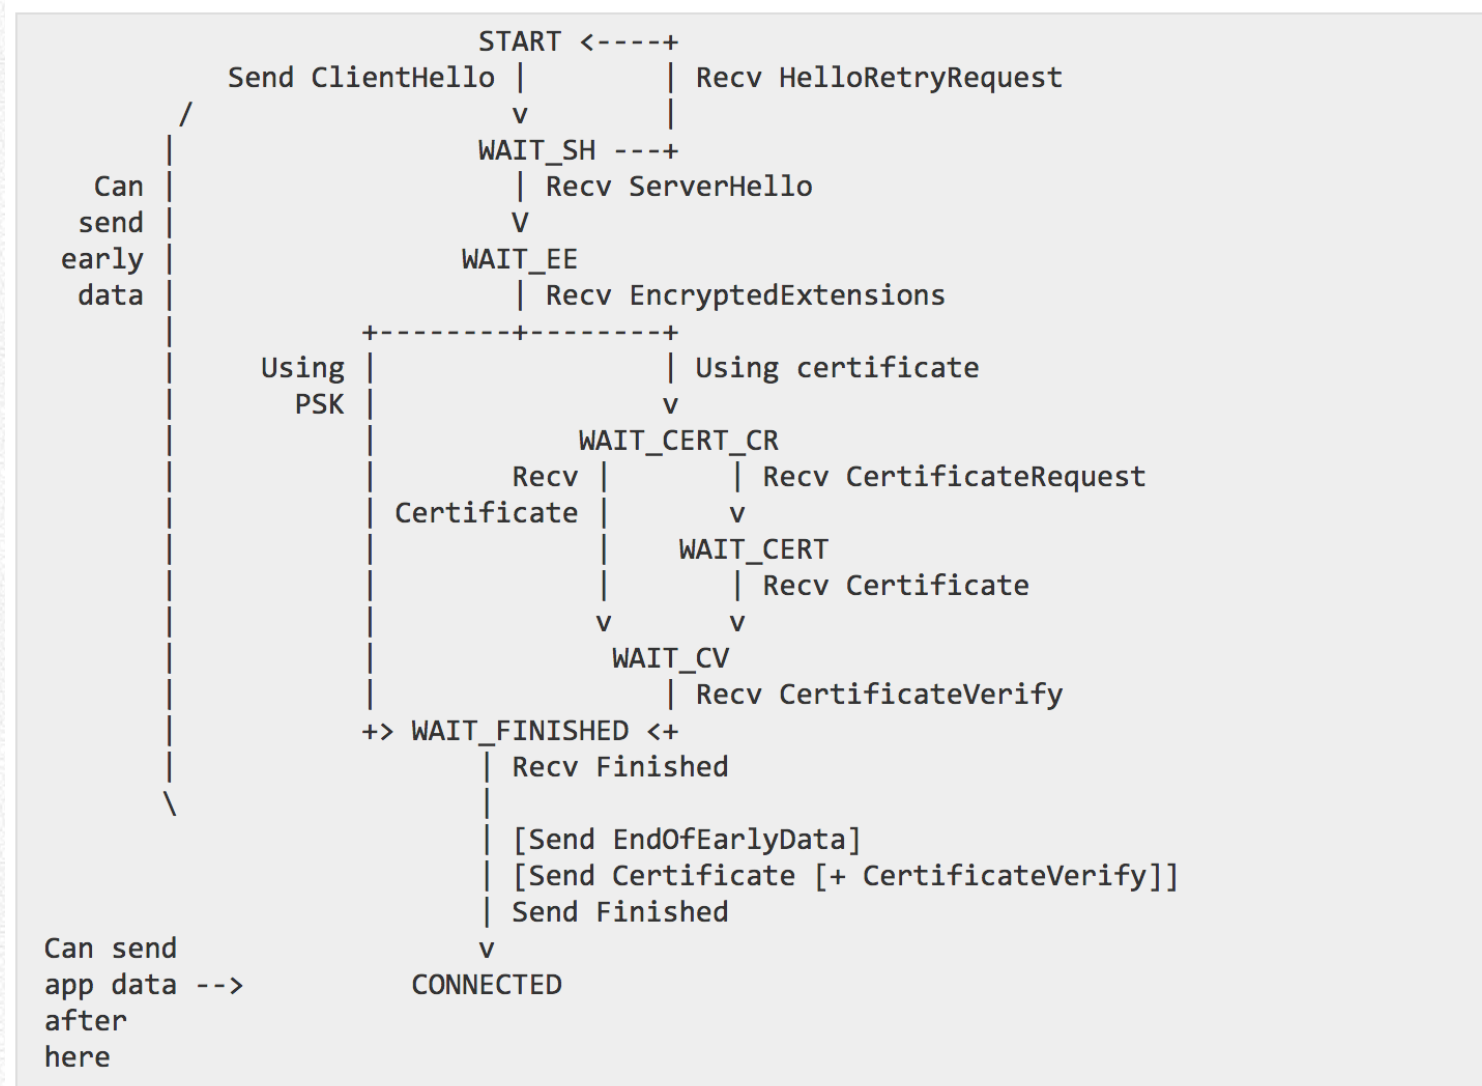 START <----+
           Send ClientHello |        | Recv HelloRetryRequest
        /                   v        |
       |                  WAIT_SH ---+
   Can |                    | Recv ServerHello
  send |                    V
 early |                 WAIT_EE
  data |                    | Recv EncryptedExtensions
       |           +--------+--------+
       |     Using |                 | Using certificate
       |       PSK |                 v
       |           |            WAIT_CERT_CR
       |           |        Recv |       | Recv CertificateRequest
       |           | Certificate |       v
       |           |             |    WAIT_CERT
       |           |             |       | Recv Certificate
       |           |             v       v
       |           |              WAIT_CV
       |           |                 | Recv CertificateVerify
       |           +> WAIT_FINISHED <+
       |                  | Recv Finished
       \                  |
                          | [Send EndOfEarlyData]
                          | [Send Certificate [+ CertificateVerify]]
                          | Send Finished
Can send                  v
app data -->          CONNECTED
after
here